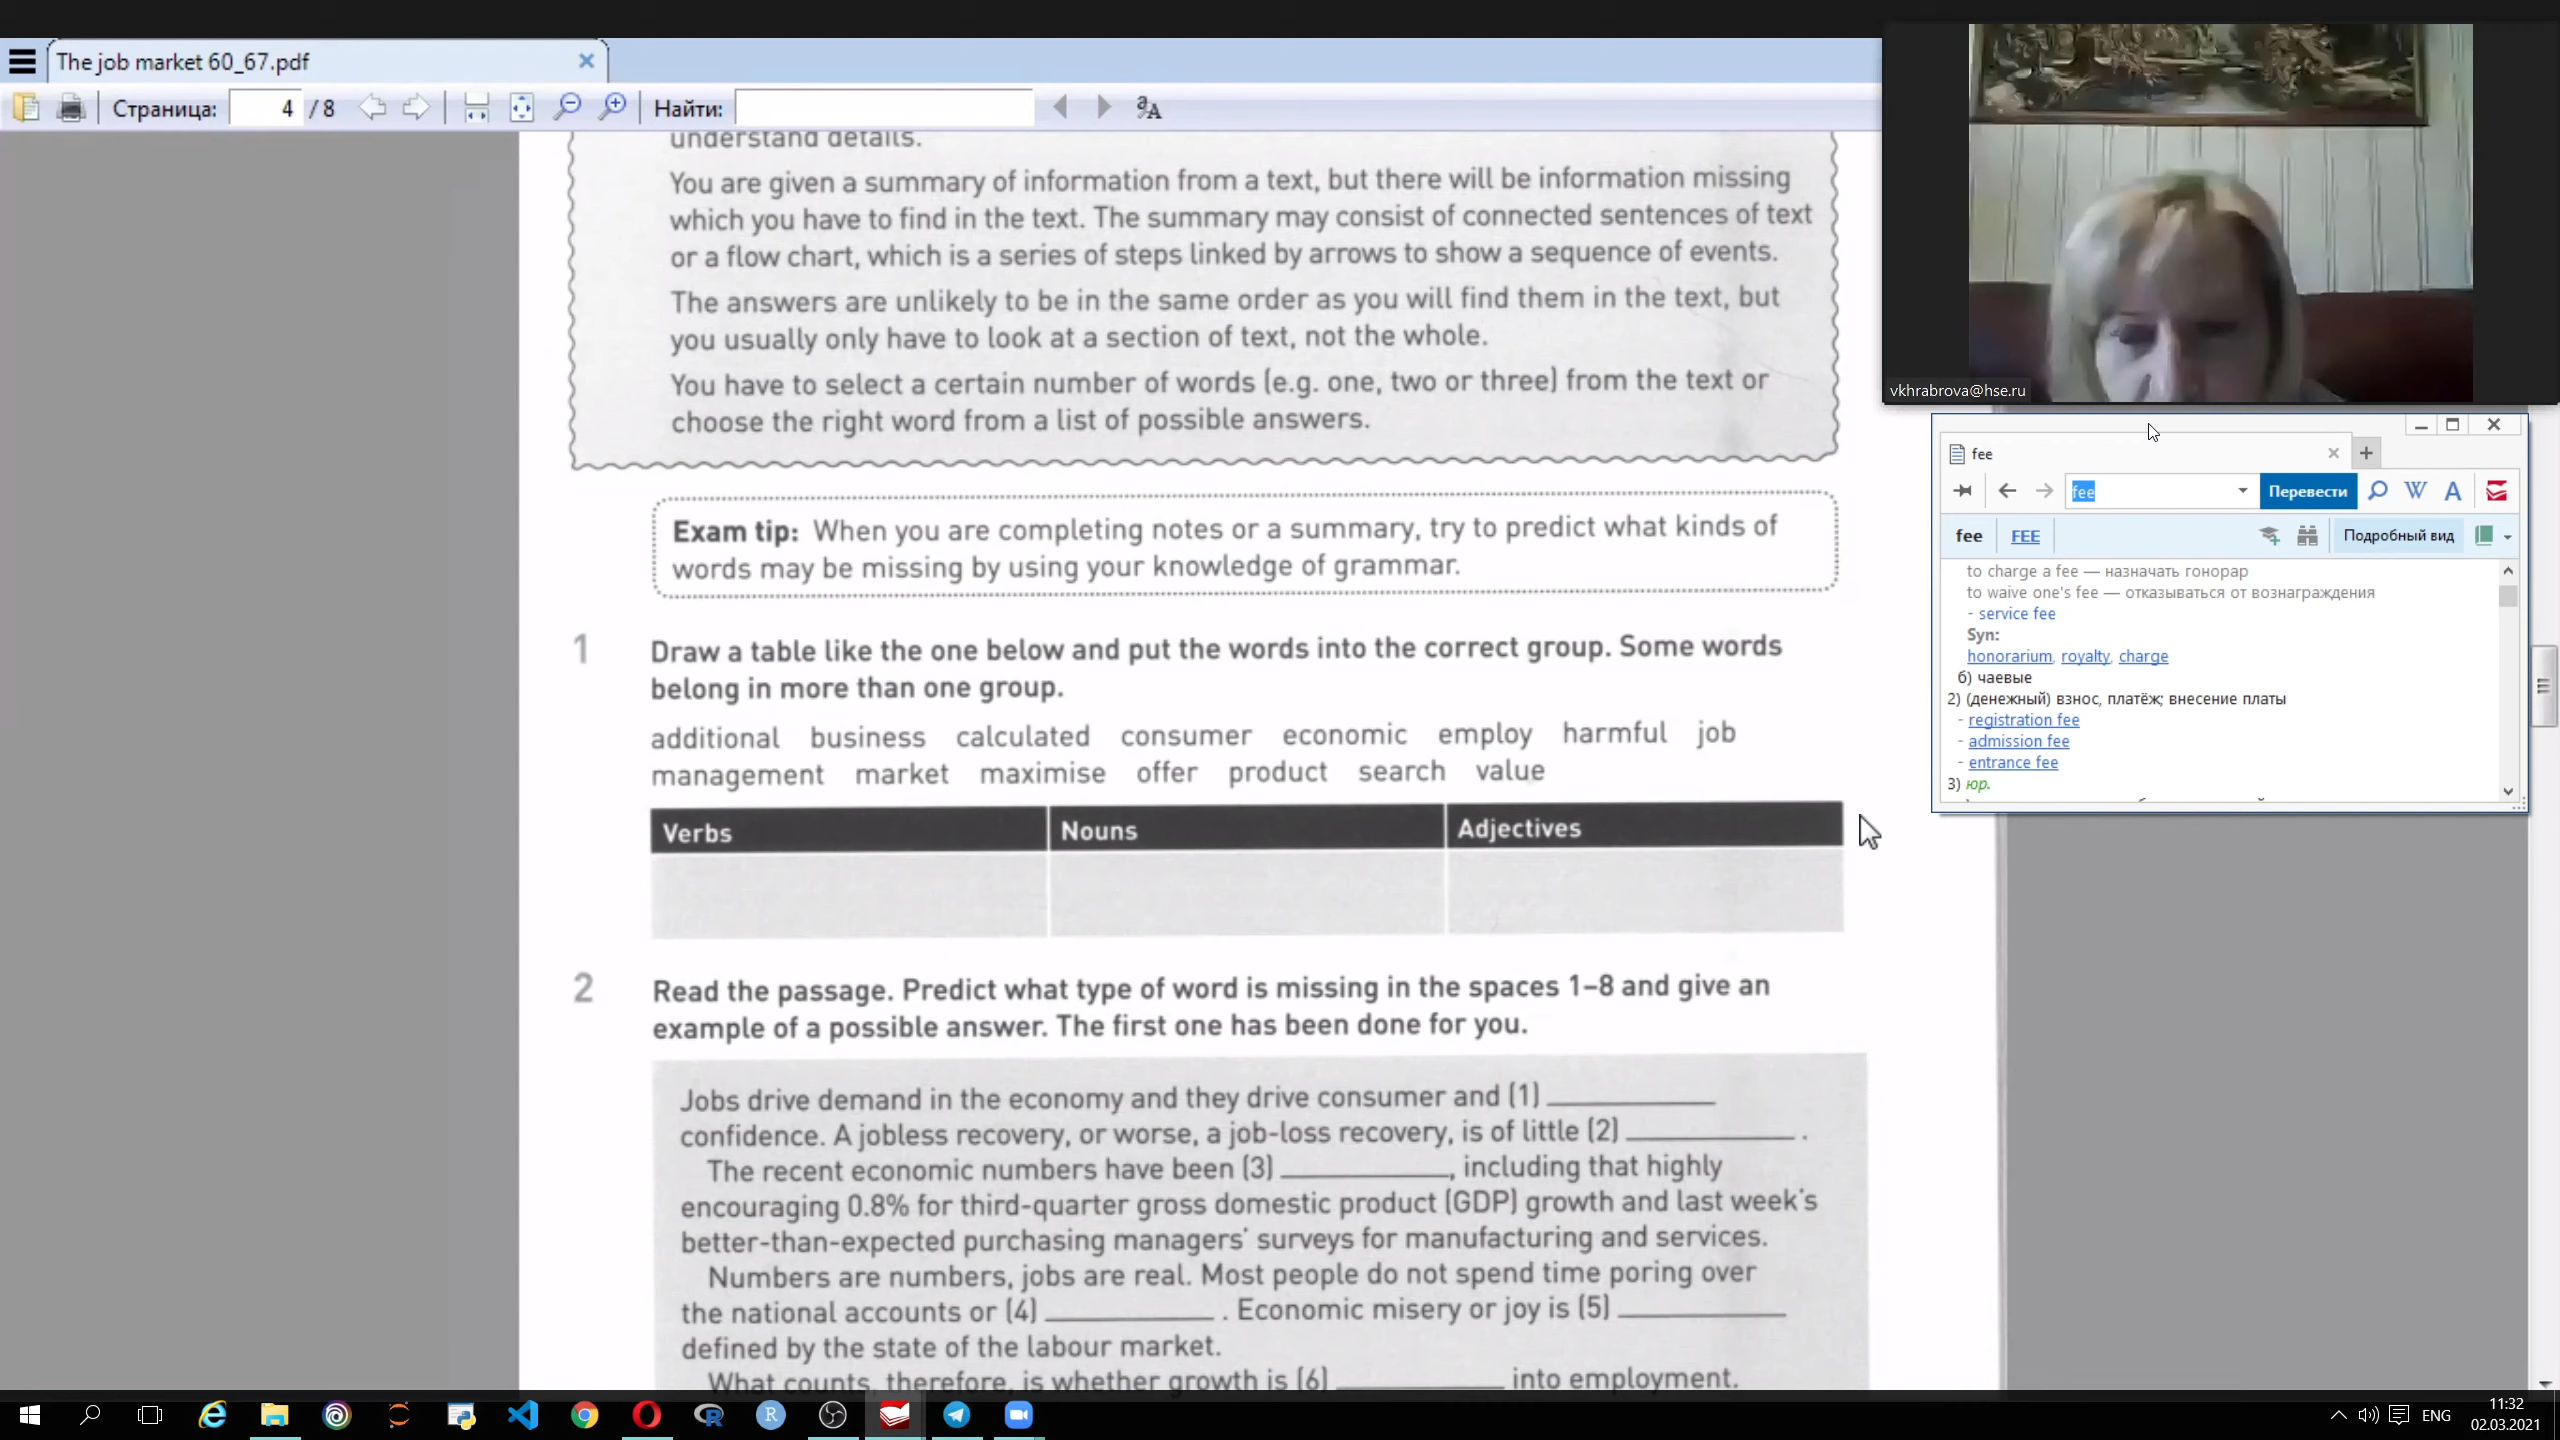 The job market 60_67.pdf
Страница: 4 / 8 Найти:
understand details.
You are given a summary of information from a text, but there will be information missing
which you have to find in the text. The summary may consist of connected sentences of text
or a flow chart, which is a series of steps linked by arrows to show a sequence of events.
The answers are unlikely to be in the same order as you will find them in the text, but
you usually only have to look at a section of text, not the whole.
You have to select a certain number of words (e.g. one, two or three) from the text or
choose the right word from a list of possible answers.
Exam tip: When you are completing notes or a summary, try to predict what kinds of
words may be missing by using your knowledge of grammar.
1 Draw a table like the one below and put the words into the correct group. Some words
belong in more than one group.
additional business calculated consumer economic employ harmful job
management market maximise offer product search value
Verbs Nouns Adjectives
2 Read the passage. Predict what type of word is missing in the spaces 1–8 and give an
example of a possible answer. The first one has been done for you.
Jobs drive demand in the economy and they drive consumer and (1) ____________
confidence. A jobless recovery, or worse, a job-loss recovery, is of little (2) ____________ .
The recent economic numbers have been (3) ____________, including that highly
encouraging 0.8% for third-quarter gross domestic product (GDP) growth and last week's
better-than-expected purchasing managers' surveys for manufacturing and services.
Numbers are numbers, jobs are real. Most people do not spend time poring over
the national accounts or (4) ____________ . Economic misery or joy is (5) ____________
defined by the state of the labour market.
What counts, therefore, is whether growth is (6) ____________ into employment.
vkhrabrova@hse.ru
fee
fee Перевести W A
fee FEE Подробный вид
to charge a fee — назначать гонорар
to waive one's fee — отказываться от вознаграждения
- service fee
Syn:
honorarium, royalty, charge
б) чаевые
2) (денежный) взнос, платёж; внесение платы
- registration fee
- admission fee
- entrance fee
3) юр.
ENG
11:32
02.03.2021